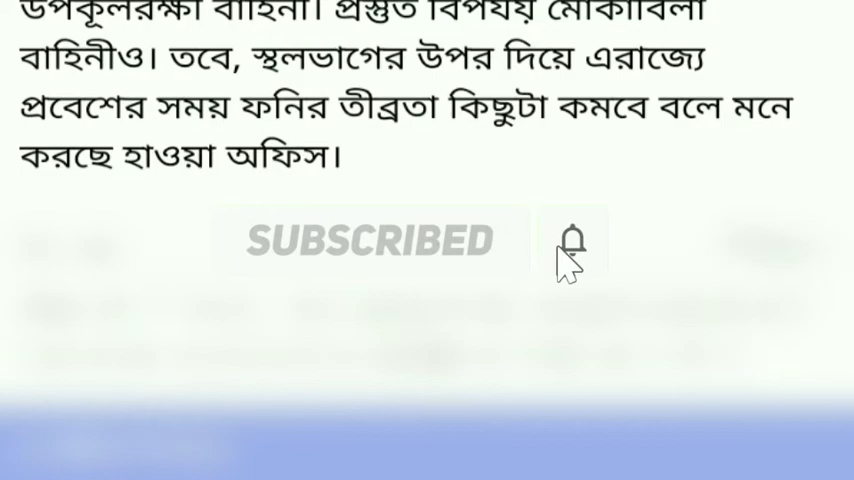 উপকূলরক্ষী বাহিনী। প্রস্তুত বিপর্যয় মোকাবিলা
বাহিনীও। তবে, স্থলভাগের উপর দিয়ে এরাজ্যে
প্রবেশের সময় ফনির তীব্রতা কিছুটা কমবে বলে মনে
করছে হাওয়া অফিস।
SUBSCRIBED